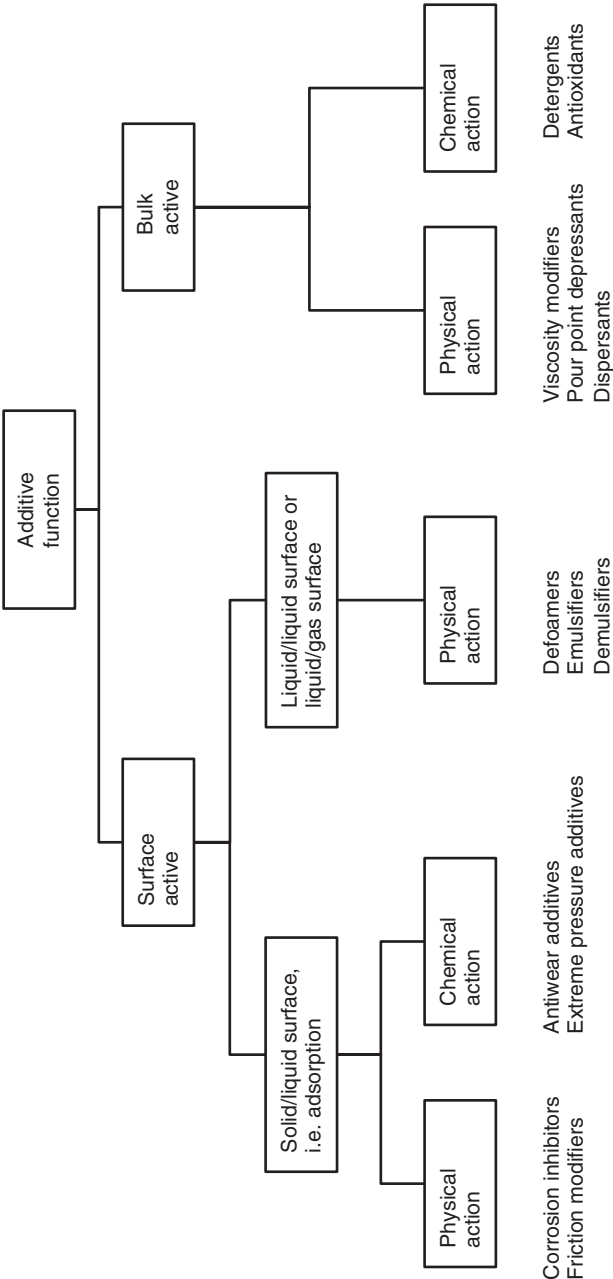 Additive
function
Surface
active
Bulk
active
Solid/liquid surface,
i.e. adsorption
Liquid/liquid surface or
liquid/gas surface
Physical
action
Chemical
action
Physical
action
Physical
action
Chemical
action
Corrosion inhibitors
Friction modifiers
Antiwear additives
Extreme pressure additives
Defoamers
Emulsifiers
Demulsifiers
Viscosity modifiers
Pour point depressants
Dispersants
Detergents
Antioxidants